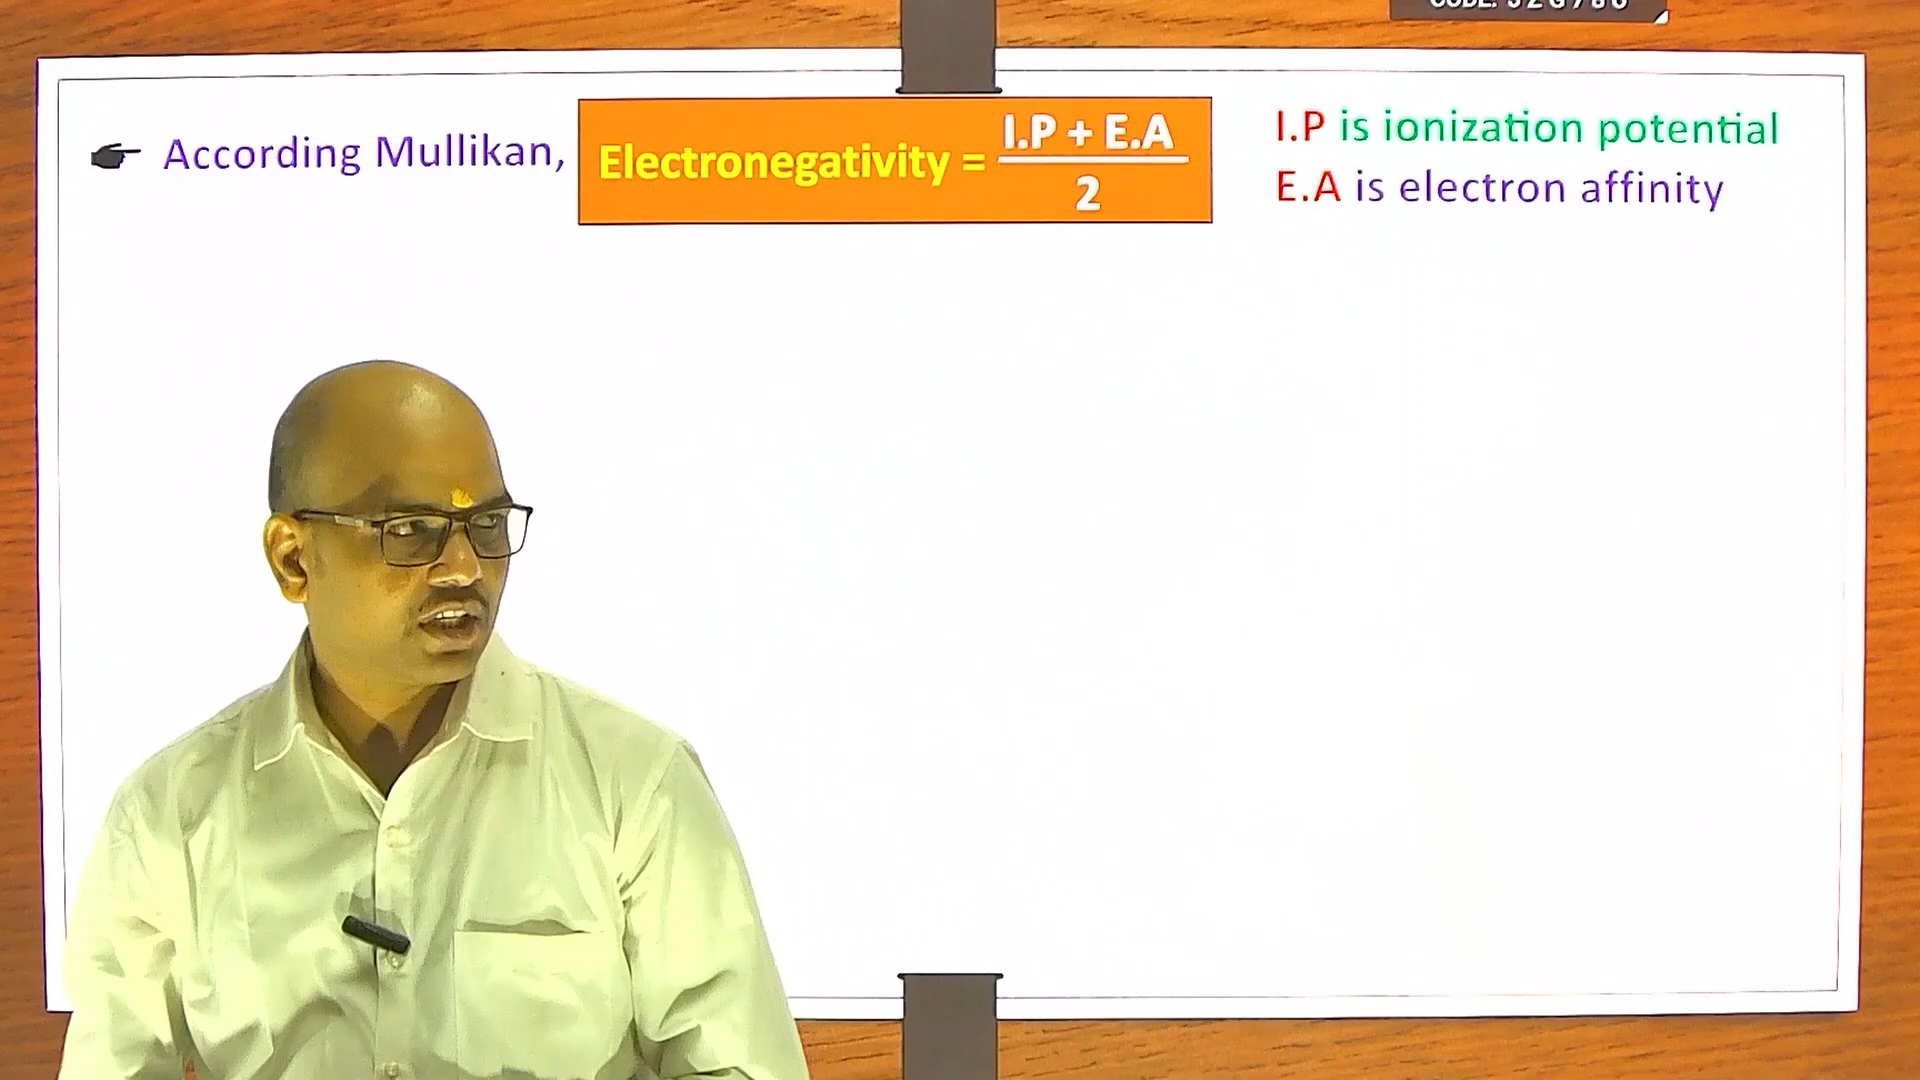 According Mullikan,
Electronegativity = I.P + E.A
2
I.P is ionization potential
E.A is electron affinity